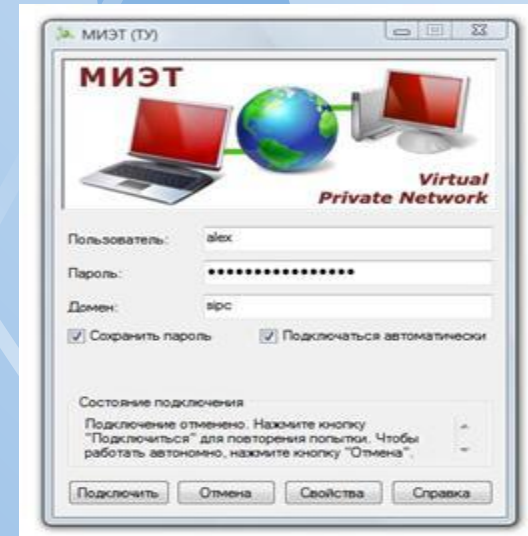 МИЭТ (ТУ)
МИЭТ
Virtual
Private Network
Пользователь: alex
Пароль: ••••••••••••••••
Домен: sipc
Сохранить пароль Подключаться автоматически
Состояние подключения
Подключение отменено. Нажмите кнопку
"Подключиться" для повторения попытки. Чтобы
работать автономно, нажмите кнопку "Отмена".
Подключить Отмена Свойства Справка